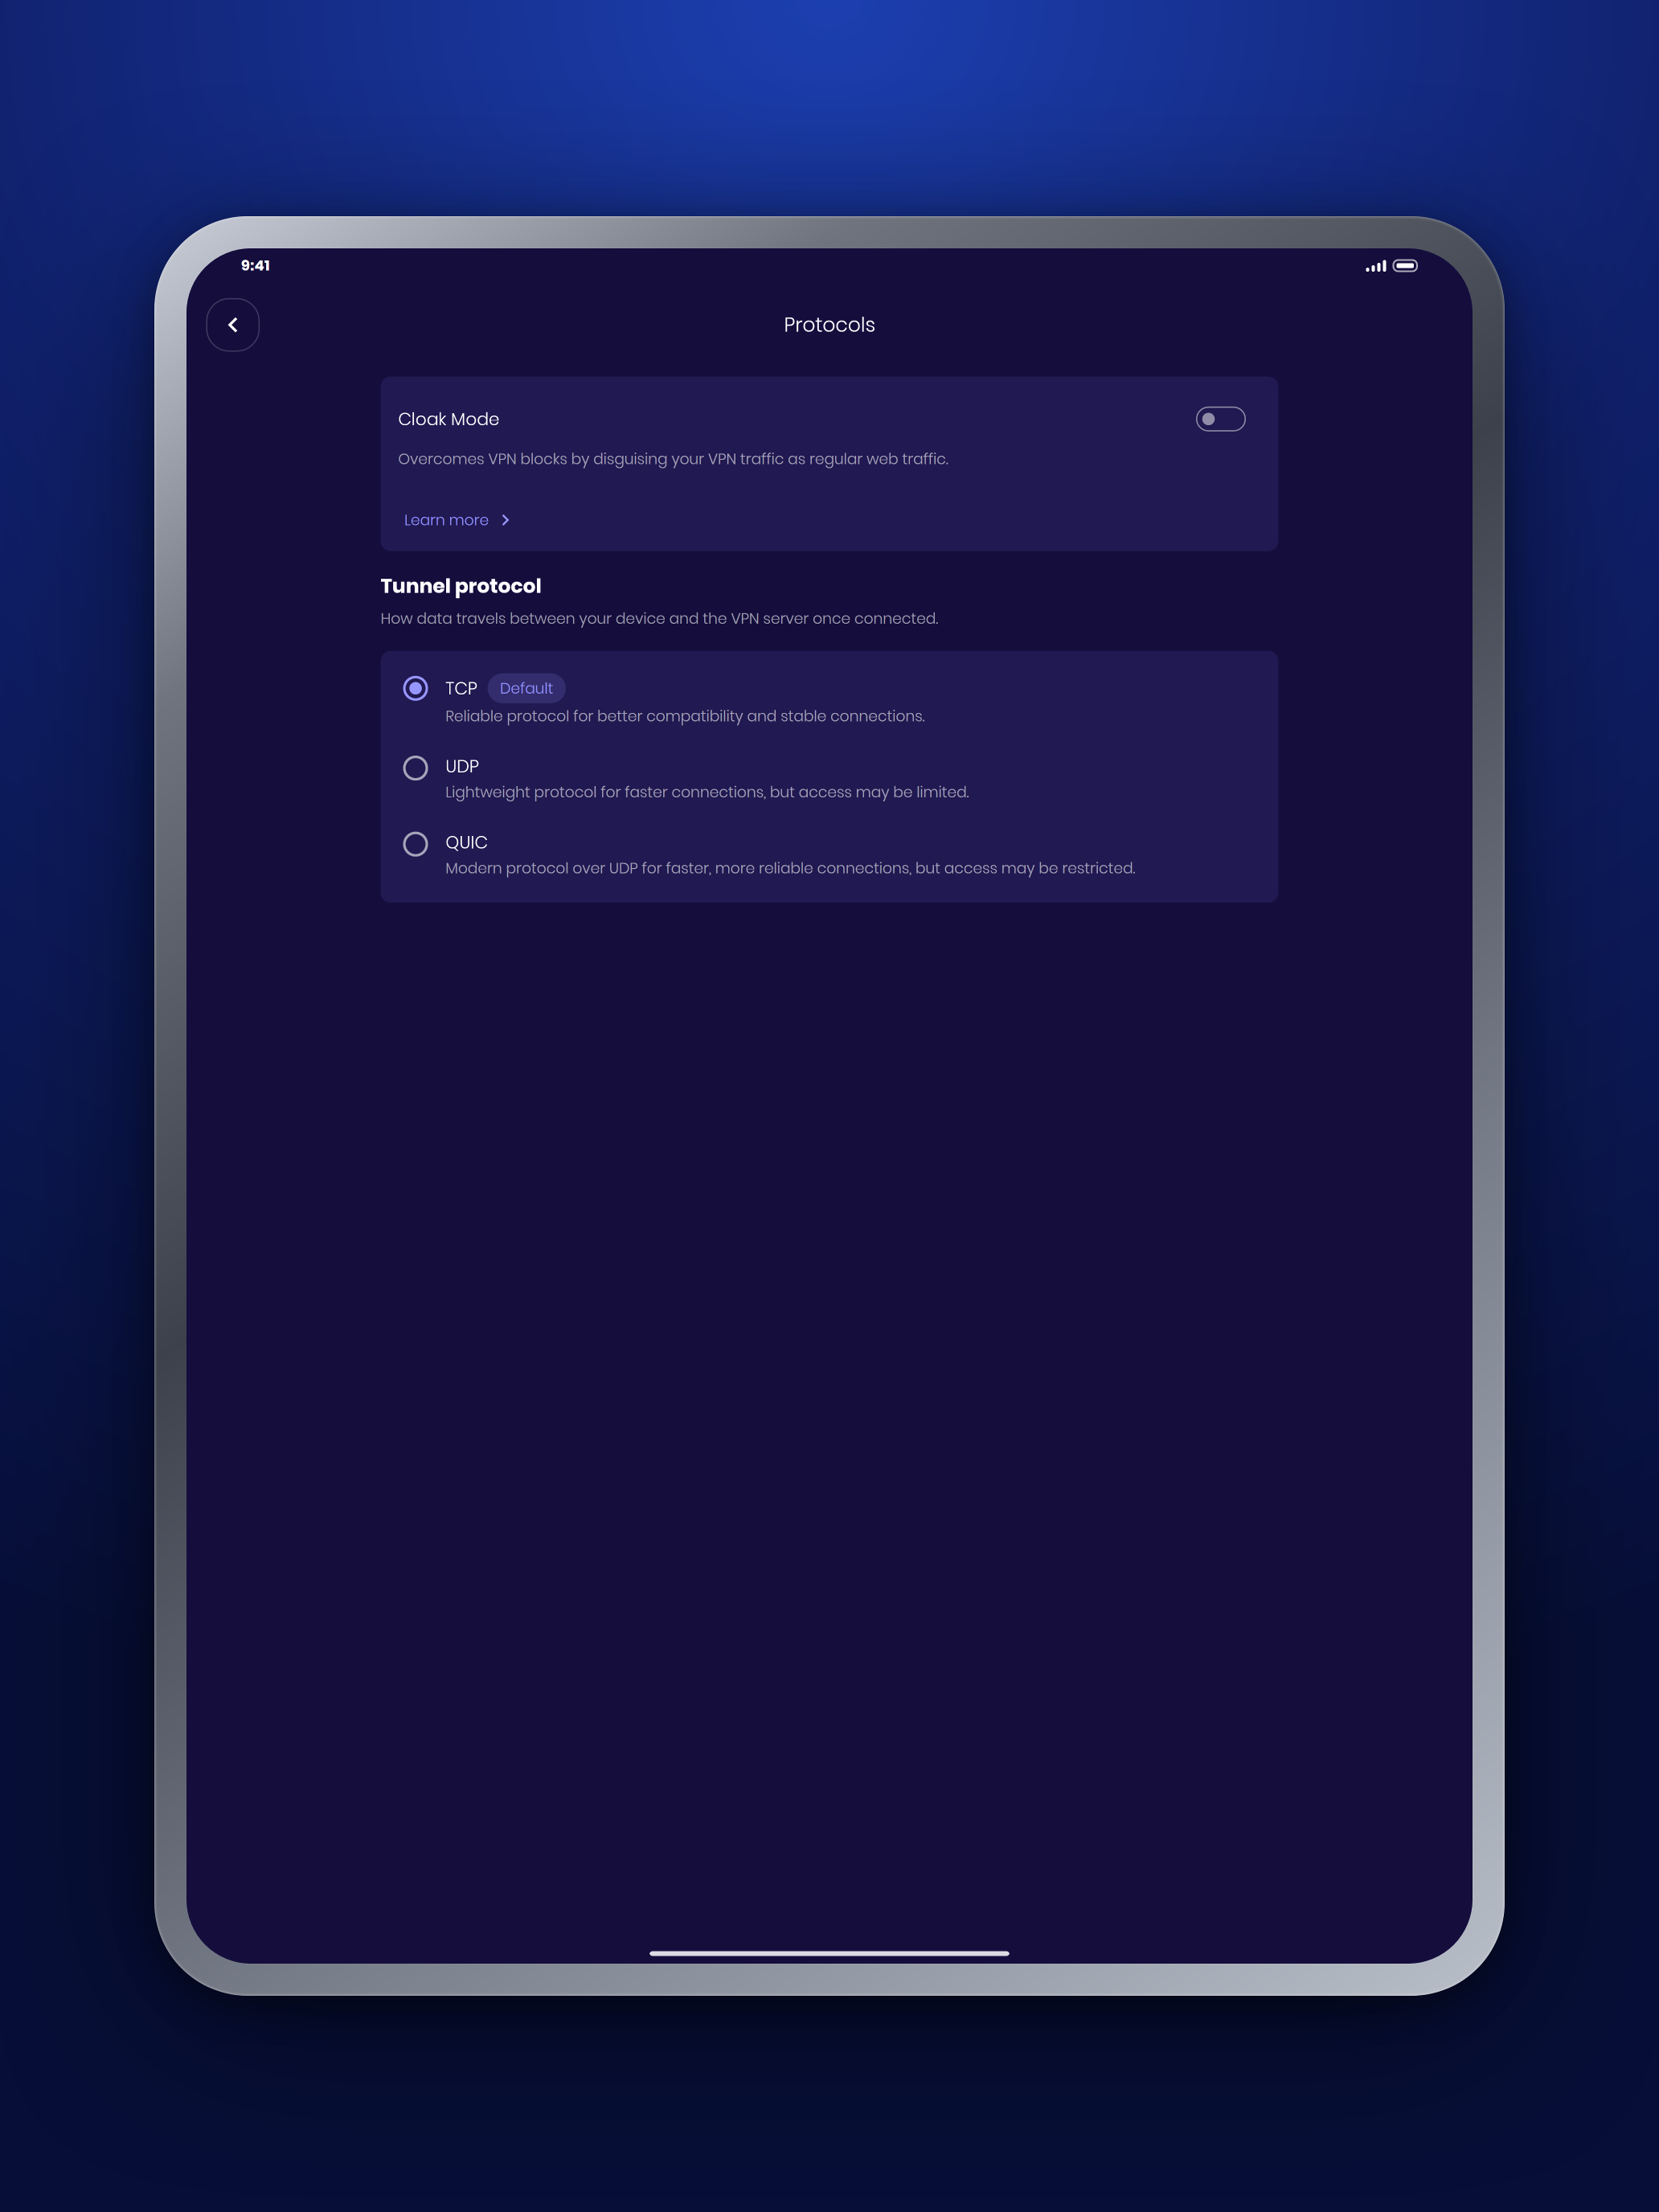 9:41
Protocols
Cloak Mode
Overcomes VPN blocks by disguising your VPN traffic as regular web traffic.
Learn more
Tunnel protocol
How data travels between your device and the VPN server once connected.
TCP Default
Reliable protocol for better compatibility and stable connections.
UDP
Lightweight protocol for faster connections, but access may be limited.
QUIC
Modern protocol over UDP for faster, more reliable connections, but access may be restricted.